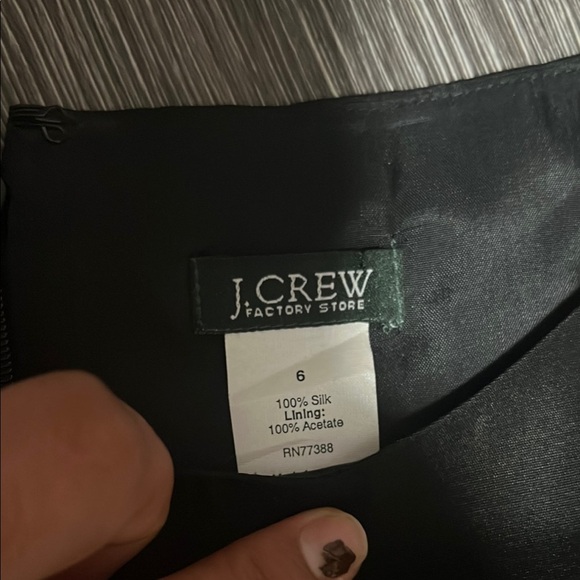 J.CREW
FACTORY STORE
6
100% Silk
Lining:
100% Acetate
RN77388